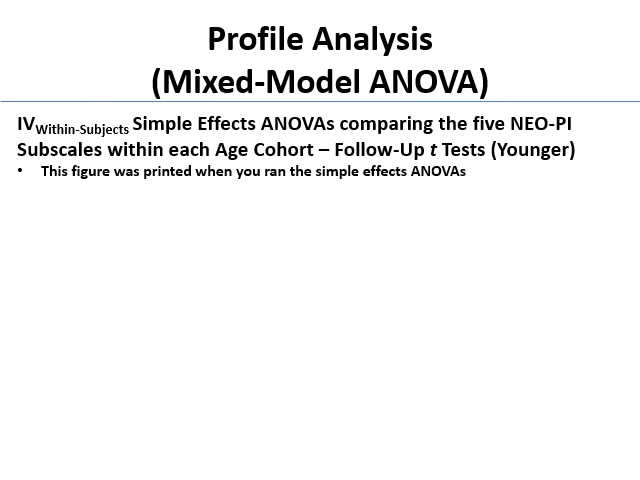 Profile Analysis
(Mixed-Model ANOVA)
IVWithin-Subjects Simple Effects ANOVAs comparing the five NEO-PI
Subscales within each Age Cohort – Follow-Up t Tests (Younger)
• This figure was printed when you ran the simple effects ANOVAs